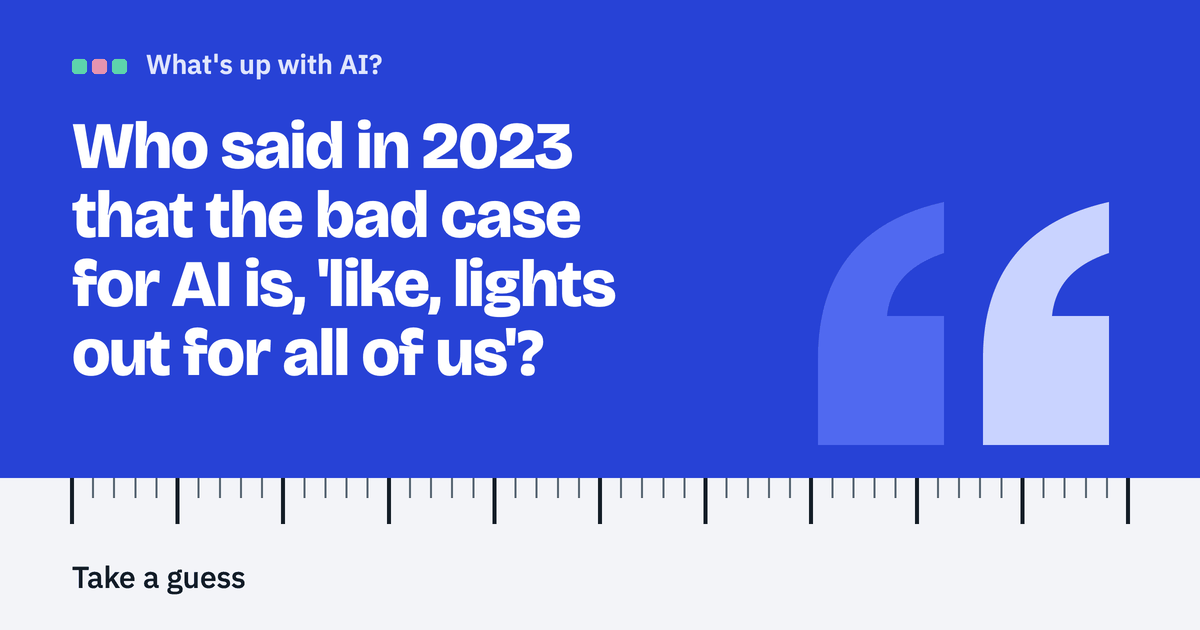 What's up with AI?
Who said in 2023
that the bad case
for AI is, 'like, lights
out for all of us'?
Take a guess